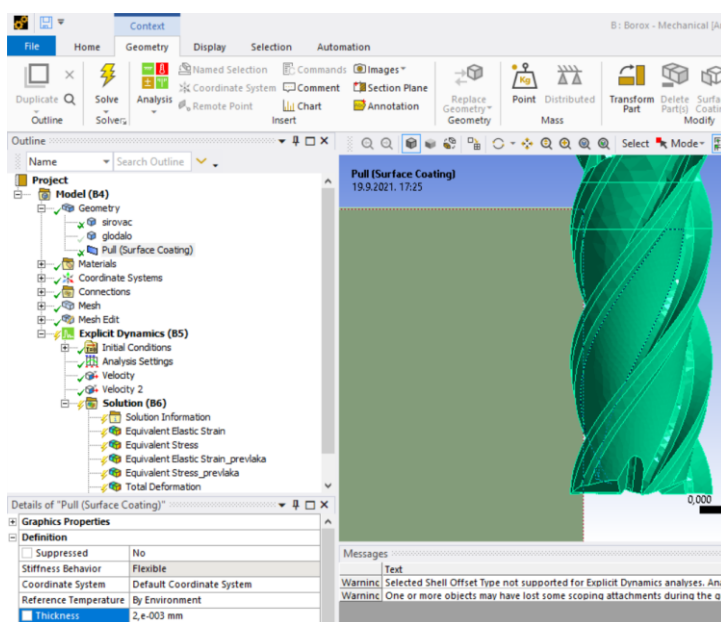 Context
B : Borox - Mechanical [A
File Home Geometry Display Selection Automation
Duplicate Q
Outline
Solve
Solvers
Analysis
Named Selection Commands Images
Coordinate System Comment Section Plane
Remote Point Chart Annotation
Insert
Replace Geometry
Geometry
Kg
Point Distributed
Mass
Transform Part
Delete Part(s)
Modify
Outline
Name Search Outline
Select Mode
Project
Model (B4)
Geometry
sirovac
glodalo
Pull (Surface Coating)
Materials
Coordinate Systems
Connections
Mesh
Mesh Edit
Explicit Dynamics (B5)
Initial Conditions
Analysis Settings
Velocity
Velocity 2
Solution (B6)
Solution Information
Equivalent Elastic Strain
Equivalent Stress
Equivalent Elastic Strain_prevlaka
Equivalent Stress_prevlaka
Total Deformation
Pull (Surface Coating)
19.9.2021. 17:25
0,000
Details of "Pull (Surface Coating)"
Graphics Properties
Definition
Suppressed No
Stiffness Behavior Flexible
Coordinate System Default Coordinate System
Reference Temperature By Environment
Thickness 2,e-003 mm
Messages
Text
Warninc Selected Shell Offset Type not supported for Explicit Dynamics analyses. An
Warninc One or more objects may have lost some scoping attachments during the g